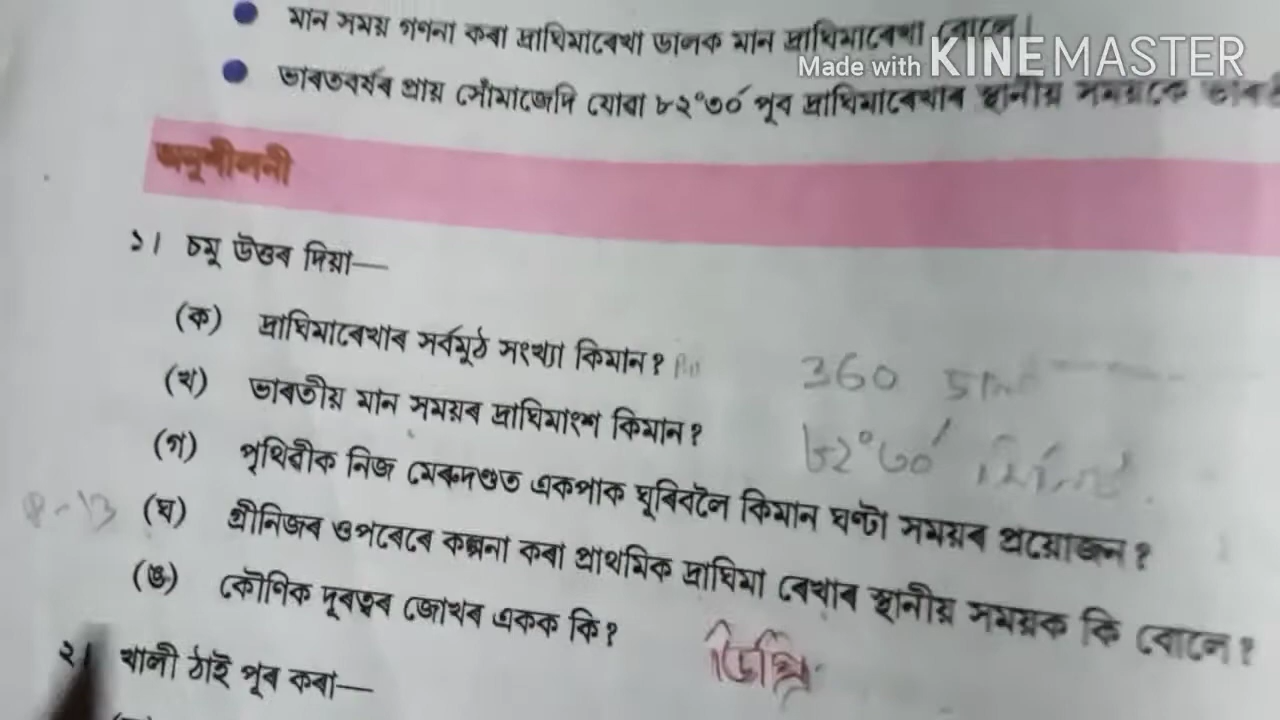 মান সময় গণনা কৰা দ্ৰাঘিমাৰেখা ডালক মান দ্ৰাঘিমাৰেখা বোলে।
Made with KINEMASTER
ভাৰতবৰ্ষৰ প্ৰায় সোঁমাজেদি যোৱা ৮২°৩০′ পূব দ্ৰাঘিমাৰেখাৰ স্থানীয় সময়কে
অনুশীলনী
১। চমু উত্তৰ দিয়া—
(ক) দ্ৰাঘিমাৰেখাৰ সৰ্বমুঠ সংখ্যা কিমান? 360
(খ) ভাৰতীয় মান সময়ৰ দ্ৰাঘিমাংশ কিমান? ৮২°৩০′
(গ) পৃথিৱীক নিজ মেৰুদণ্ডত একপাক ঘূৰিবলৈ কিমান ঘণ্টা সময়ৰ প্ৰয়োজন?
(ঘ) গ্ৰীনিজৰ ওপৰেৰে কল্পনা কৰা প্ৰাথমিক দ্ৰাঘিমা ৰেখাৰ স্থানীয় সময়ক কি বোলে?
(ঙ) কৌণিক দূৰত্বৰ জোখৰ একক কি? ডিগ্ৰি
২। খালী ঠাই পূৰ কৰা—